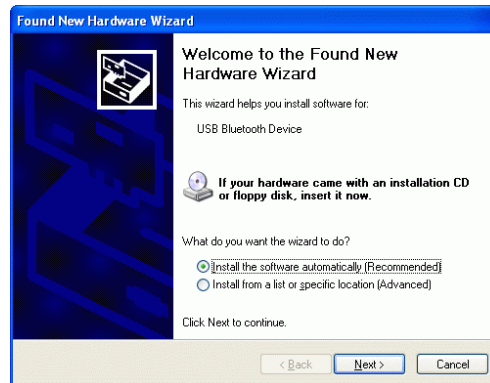 Found New Hardware Wizard
Welcome to the Found New
Hardware Wizard
This wizard helps you install software for:
USB Bluetooth Device
If your hardware came with an installation CD
or floppy disk, insert it now.
What do you want the wizard to do?
Install the software automatically (Recommended)
Install from a list or specific location (Advanced)
Click Next to continue.
< Back Next > Cancel